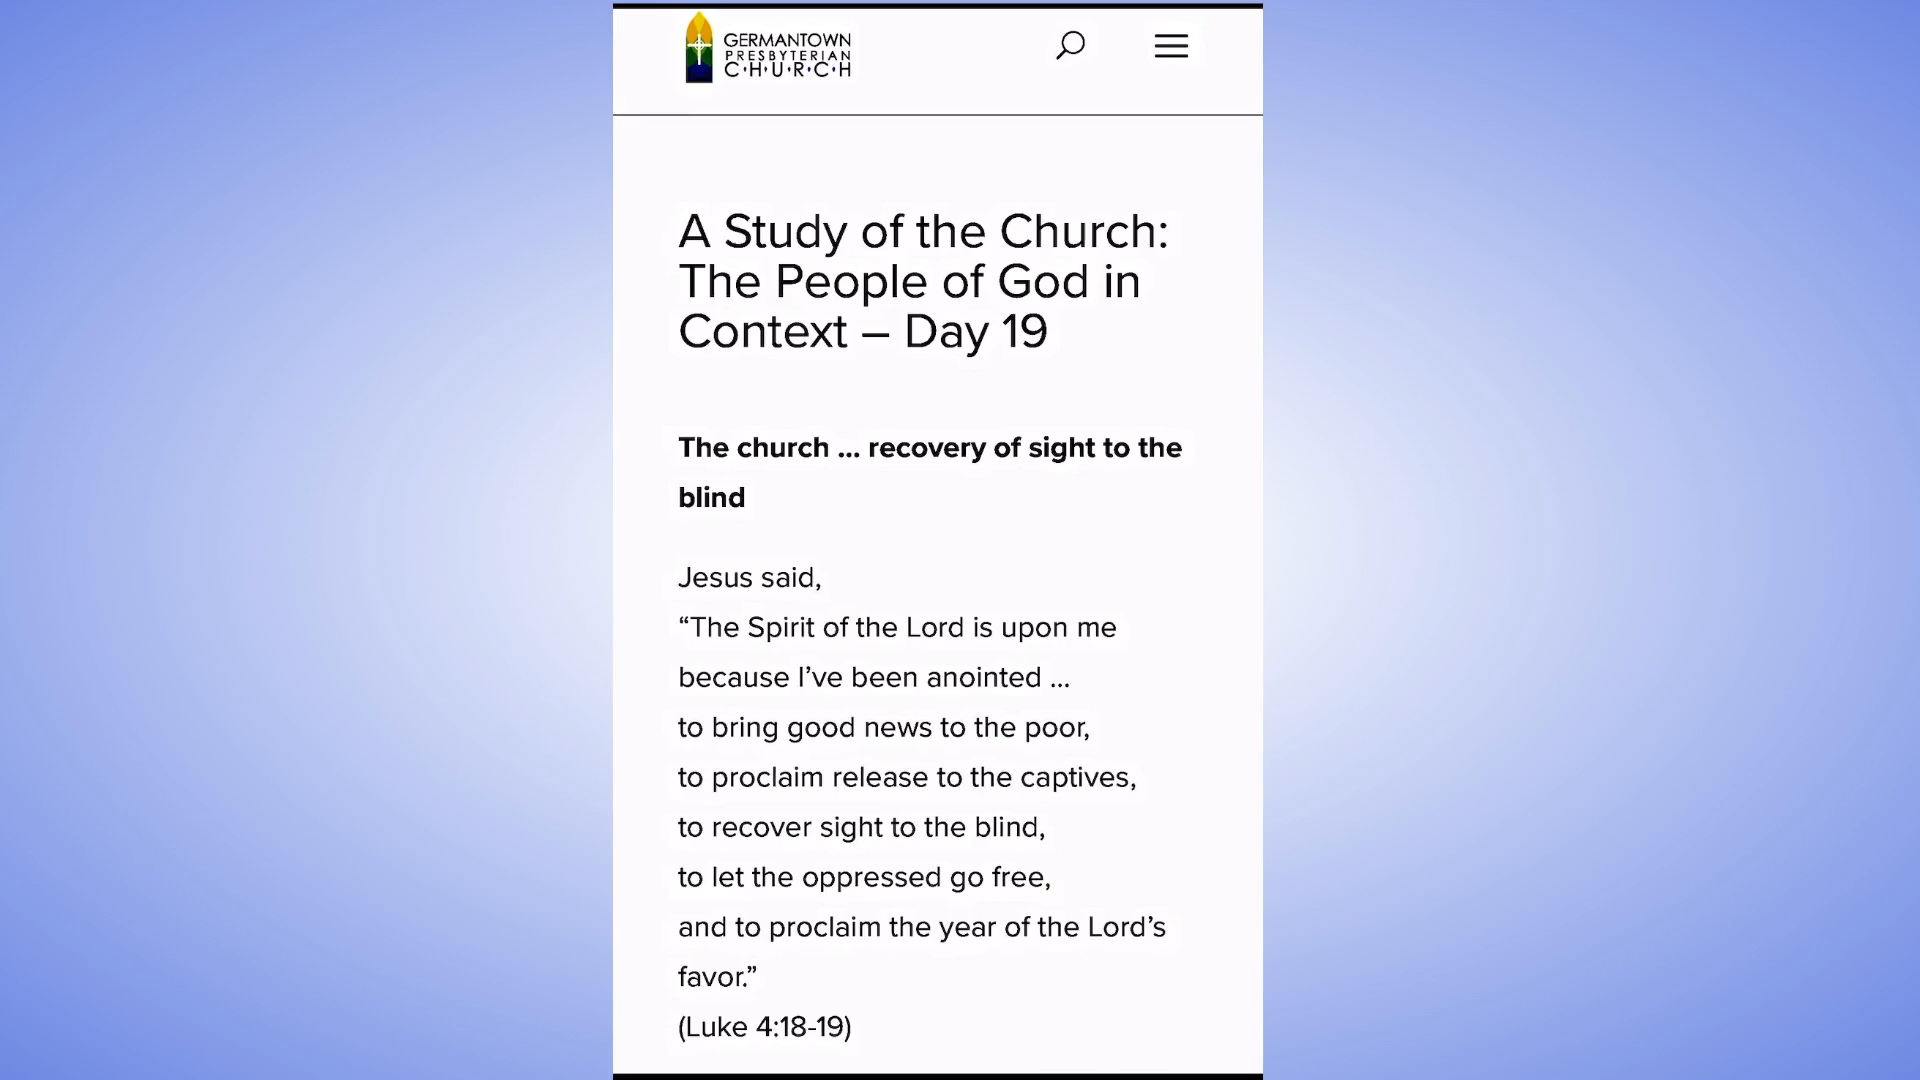 GERMANTOWN
PRESBYTERIAN
C•H•U•R•C•H
A Study of the Church:
The People of God in
Context – Day 19
The church … recovery of sight to the
blind
Jesus said,
“The Spirit of the Lord is upon me
because I’ve been anointed …
to bring good news to the poor,
to proclaim release to the captives,
to recover sight to the blind,
to let the oppressed go free,
and to proclaim the year of the Lord’s
favor.”
(Luke 4:18-19)